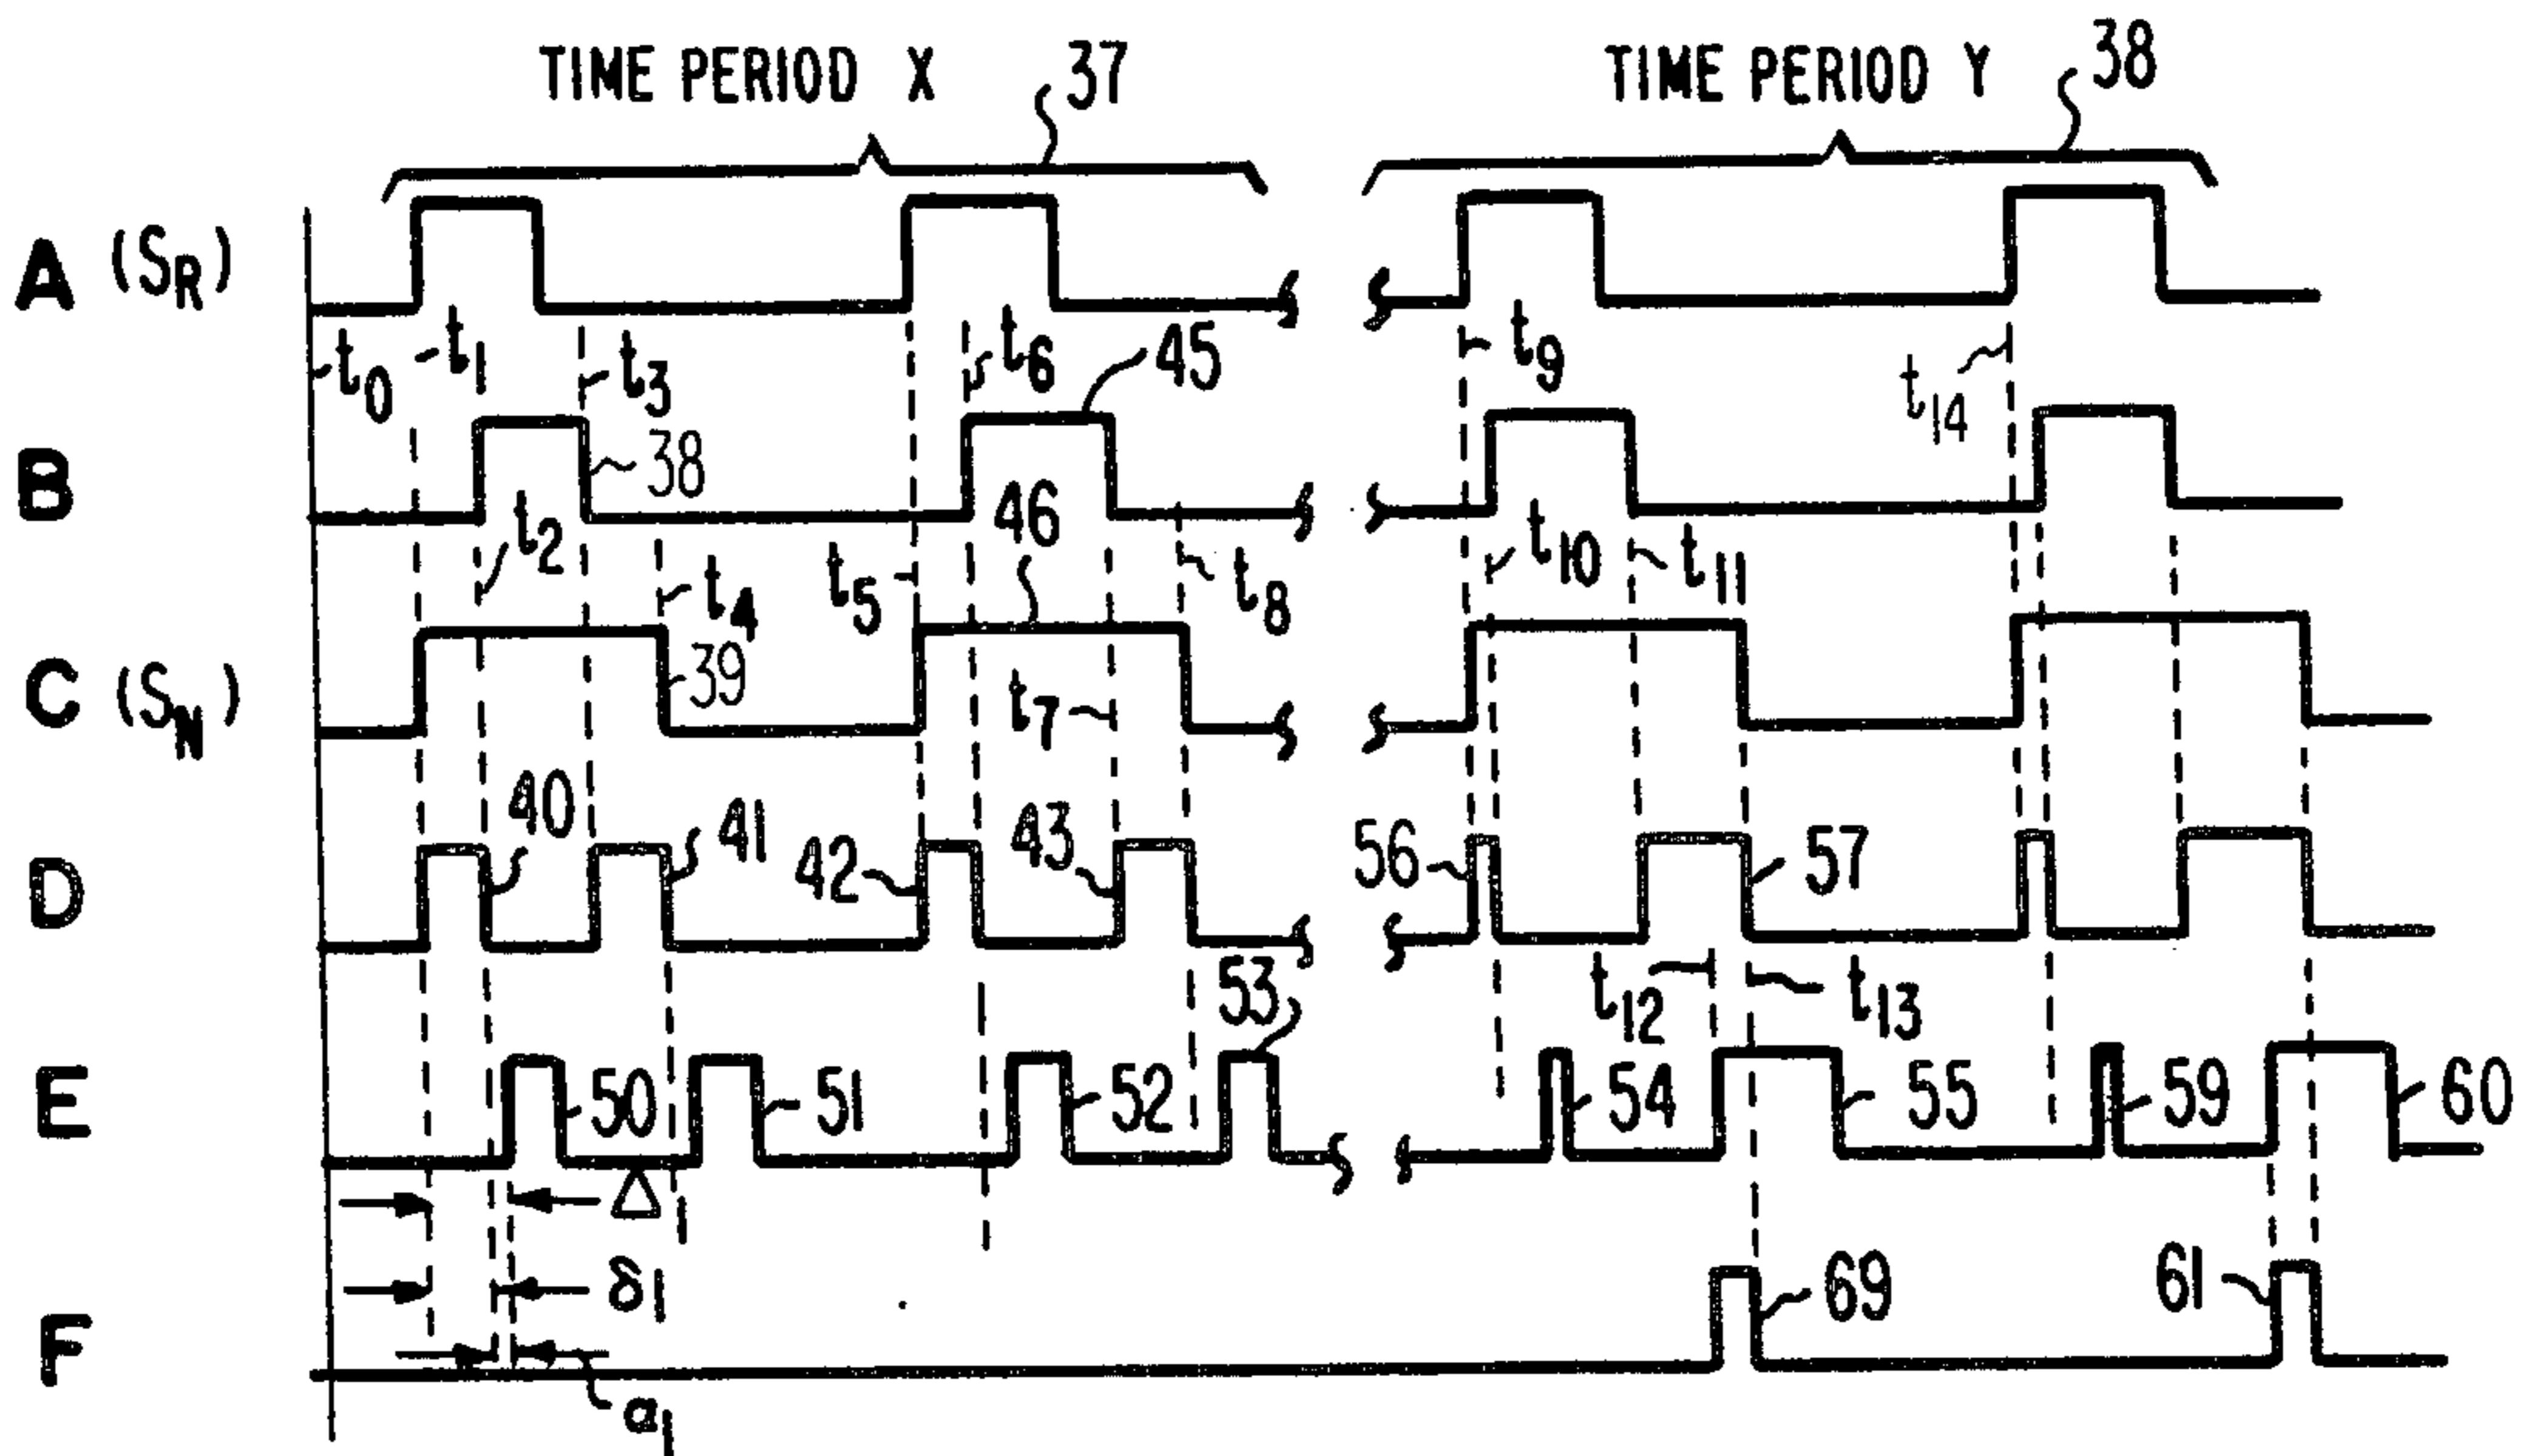 TIME PERIOD X 37 TIME PERIOD Y 38
A (SR)
t0 t1 t3 t6 45 t9 t14
B 38
t2 46 t10 t11
t4 t5 t8
C (SN) 39 t7
40 41 42 43 56 57
D
53 t12 t13
E 50 51 52 54 55 59 60
Δ1
δ1 69 61
F
α1